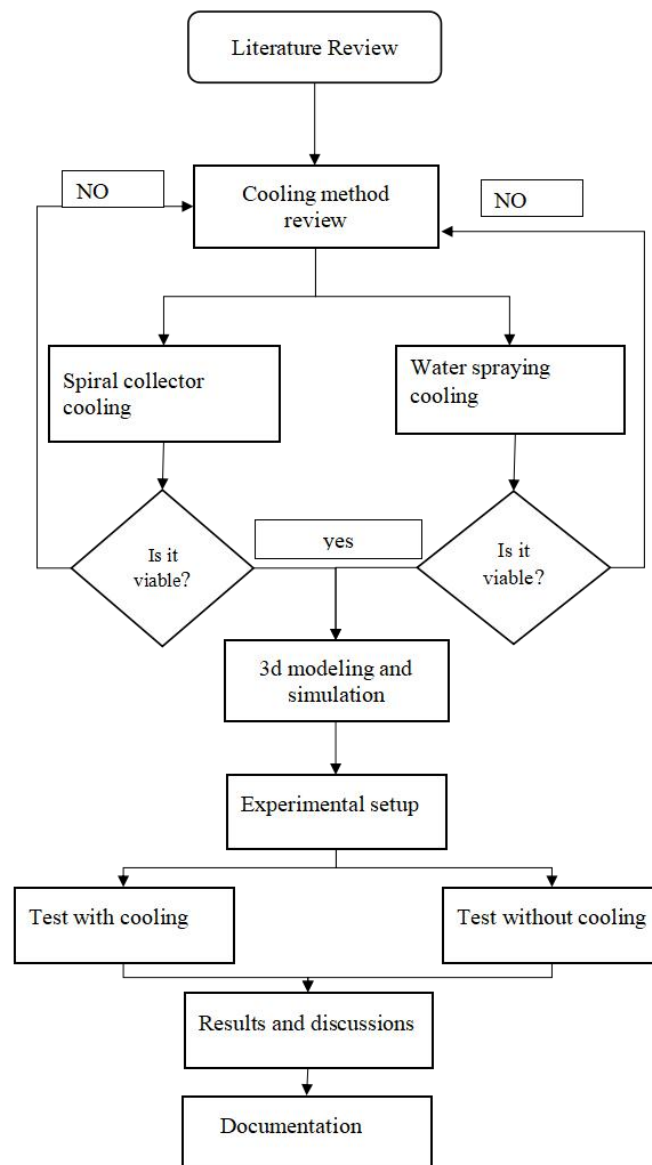 Literature Review
NO
Cooling method
review
NO
Spiral collector
cooling
Water spraying
cooling
Is it
viable?
yes
Is it
viable?
3d modeling and
simulation
Experimental setup
Test with cooling
Test without cooling
Results and discussions
Documentation